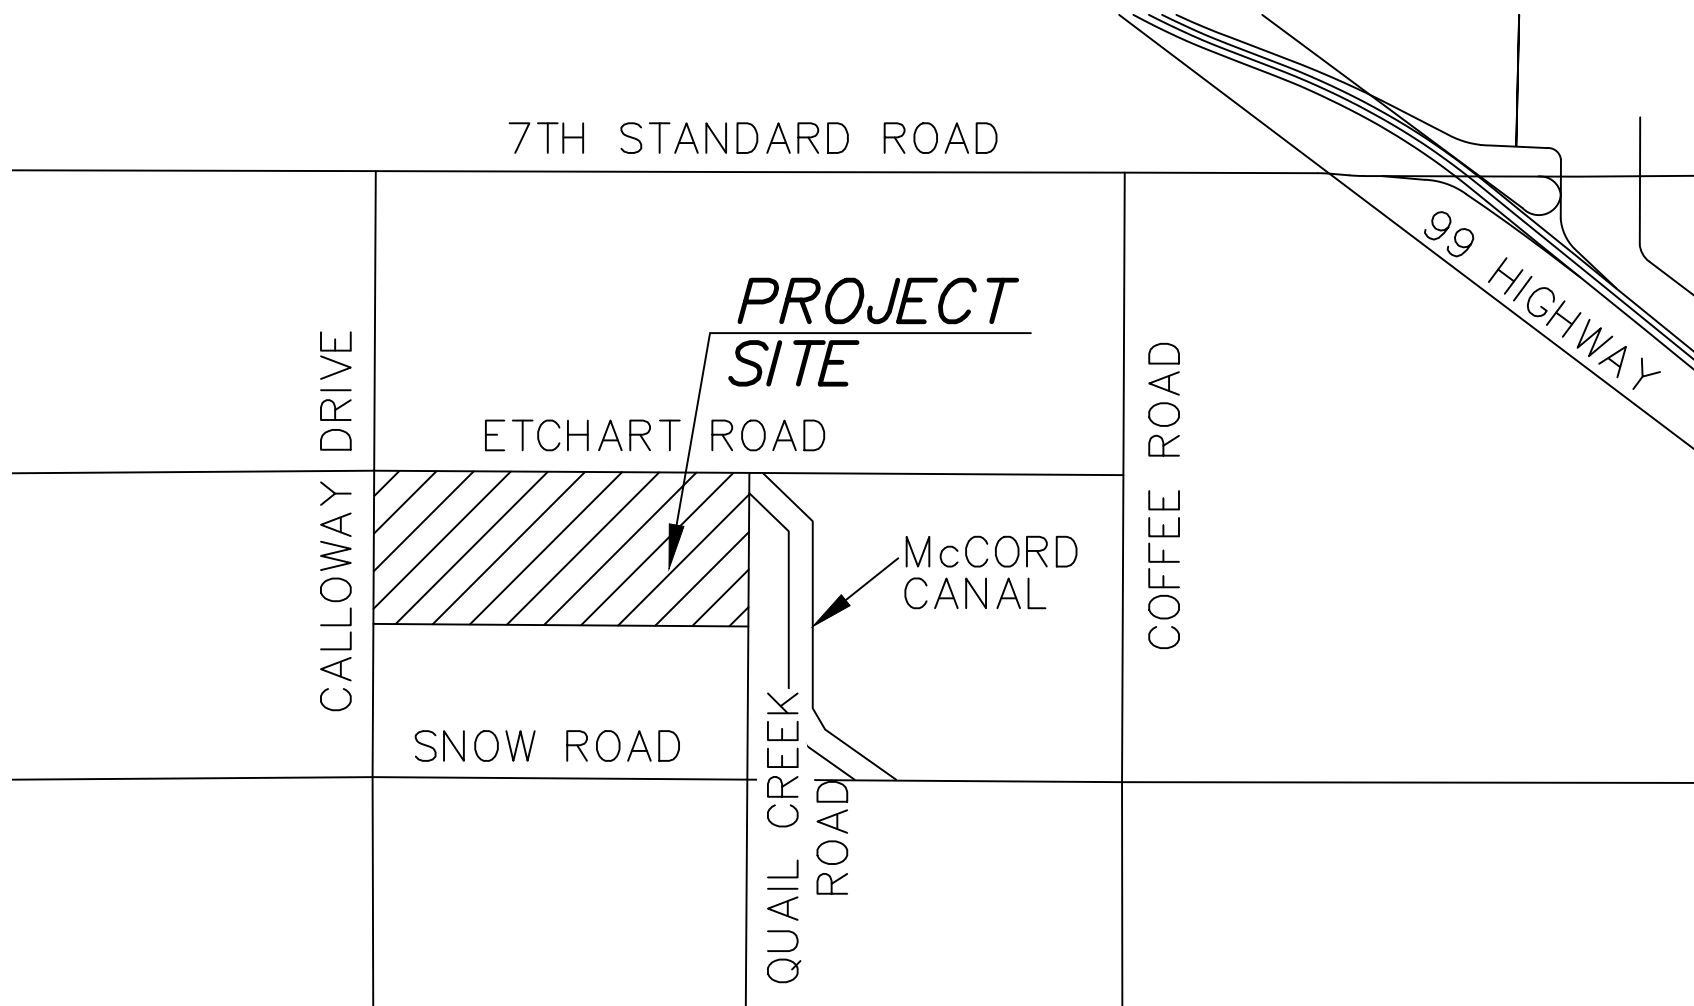 7TH STANDARD ROAD
99 HIGHWAY
PROJECT
SITE
CALLOWAY DRIVE
ETCHART ROAD
COFFEE ROAD
McCORD
CANAL
SNOW ROAD
QUAIL CREEK
ROAD